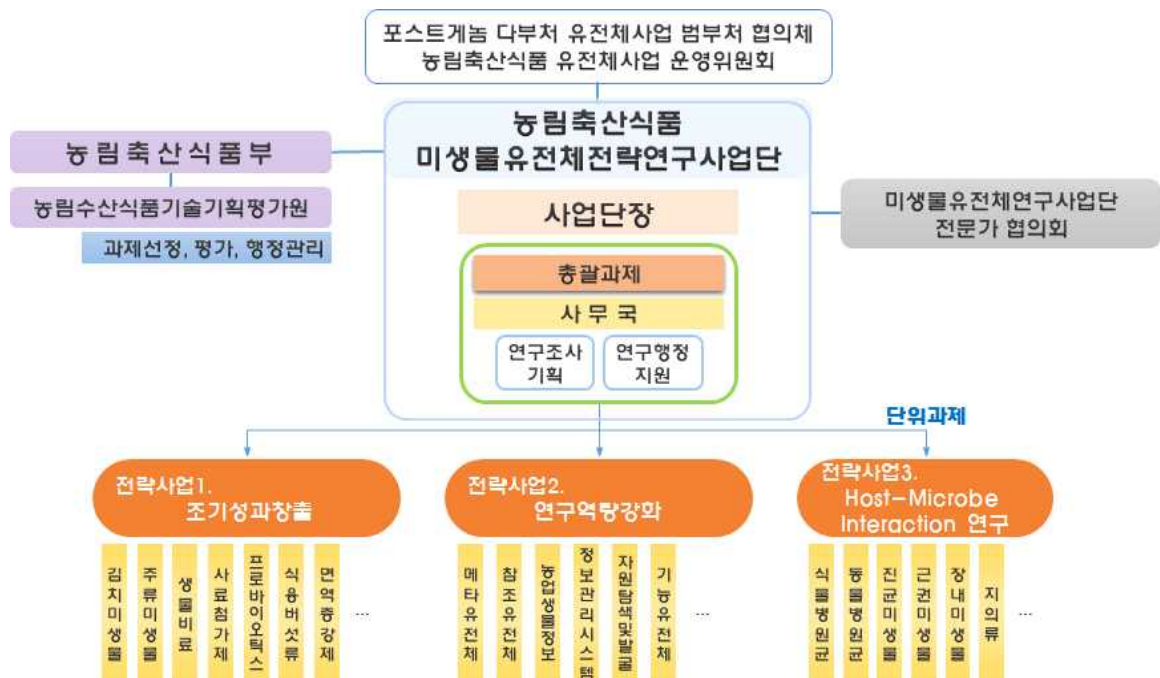 포스트게놈 다부처 유전체사업 범부처 협의체
농림축산식품 유전체사업 운영위원회
농림축산식품
미생물유전체전략연구사업단
농림축산식품부
농림수산식품기술기획평가원
과제선정, 평가, 행정관리
사업단장
총괄과제
사무국
연구조사
기획
연구행정
지원
미생물유전체연구사업단
전문가 협의회
단위과제
전략사업1.
조기성과창출
전략사업2.
연구역량강화
전략사업3.
Host-Microbe
Interaction 연구
김치미생물
주류미생물
생물비료
사료첨가제
프로바이오틱스
식용버섯류
면역증강제
...
메타유전체
참조유전체
농업생물정보
정보관리시스템
자원탐색및발굴
기능유전체
...
식물병원균
동물병원균
진균미생물
근권미생물
장내미생물
지의류
...